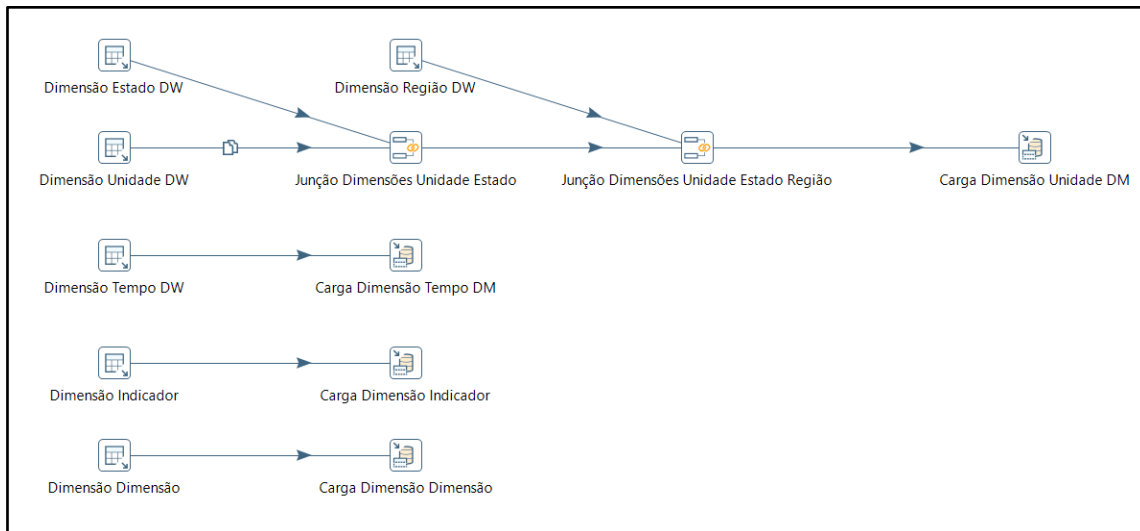 Dimensão Estado DW
Dimensão Região DW
Dimensão Unidade DW
Junção Dimensões Unidade Estado
Junção Dimensões Unidade Estado Região
Carga Dimensão Unidade DM
Dimensão Tempo DW
Carga Dimensão Tempo DM
Dimensão Indicador
Carga Dimensão Indicador
Dimensão Dimensão
Carga Dimensão Dimensão